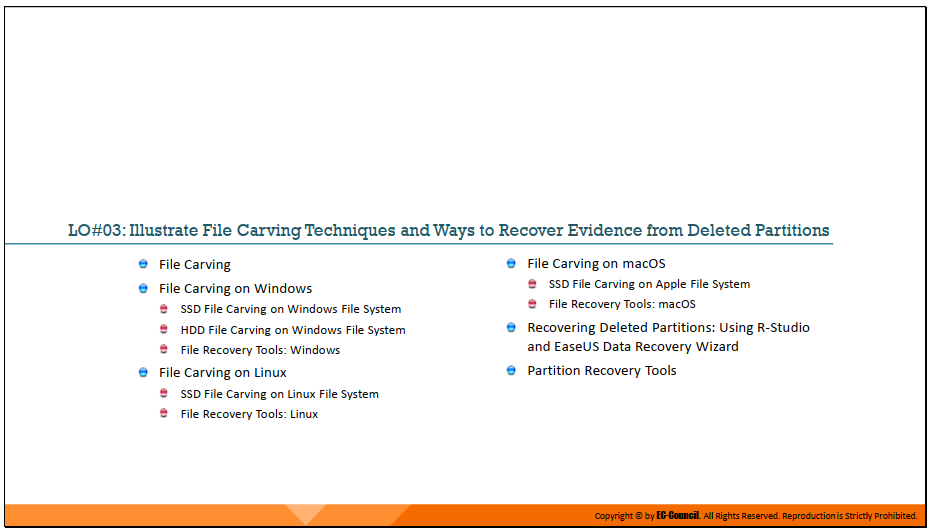 LO#03: Illustrate File Carving Techniques and Ways to Recover Evidence from Deleted Partitions
File Carving
File Carving on Windows
SSD File Carving on Windows File System
HDD File Carving on Windows File System
File Recovery Tools: Windows
File Carving on Linux
SSD File Carving on Linux File System
File Recovery Tools: Linux
File Carving on macOS
SSD File Carving on Apple File System
File Recovery Tools: macOS
Recovering Deleted Partitions: Using R-Studio
and EaseUS Data Recovery Wizard
Partition Recovery Tools
Copyright © by EC-Council. All Rights Reserved. Reproduction is Strictly Prohibited.